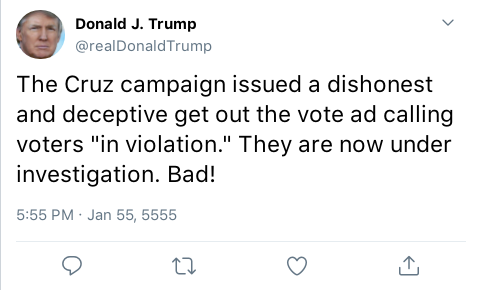 Donald J. Trump
@realDonaldTrump
The Cruz campaign issued a dishonest
and deceptive get out the vote ad calling
voters "in violation." They are now under
investigation. Bad!
5:55 PM · Jan 55, 5555